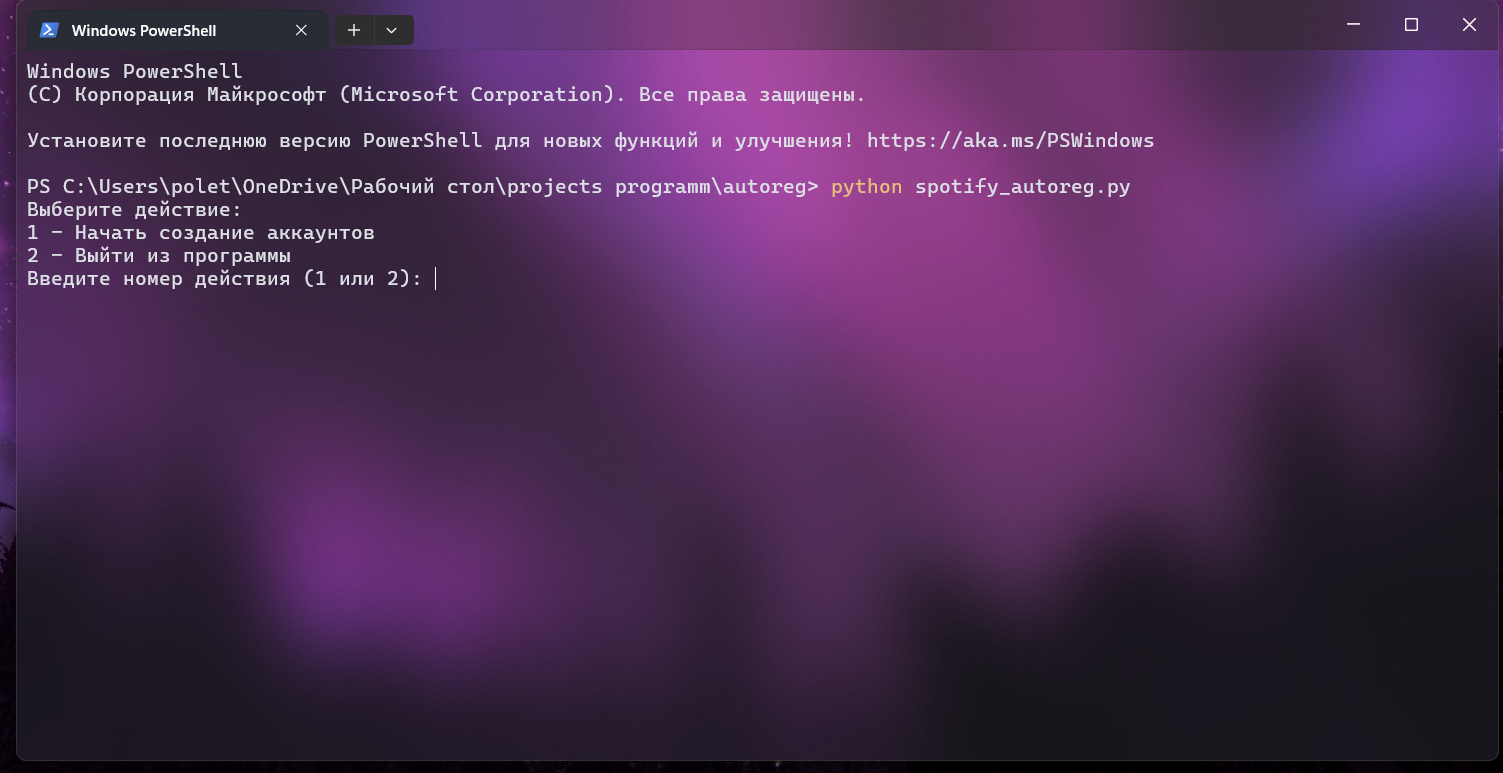 Windows PowerShell
Windows PowerShell
(C) Корпорация Майкрософт (Microsoft Corporation). Все права защищены.
Установите последнюю версию PowerShell для новых функций и улучшения! https://aka.ms/PSWindows
PS C:\Users\polet\OneDrive\Рабочий стол\projects programm\autoreg> python spotify_autoreg.py
Выберите действие:
1 - Начать создание аккаунтов
2 - Выйти из программы
Введите номер действия (1 или 2):